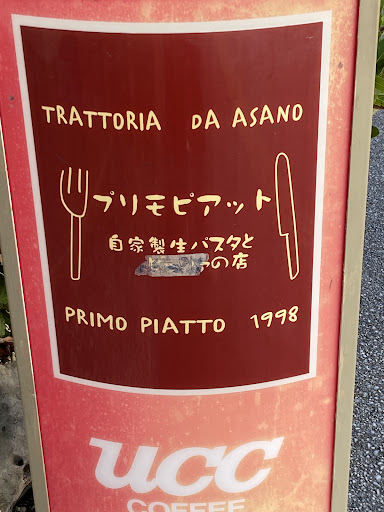 TRATTORIA DA ASANO
プリモピアット
自家製生パスタと
の店
PRIMO PIATTO 1998
ucc
COFFEE